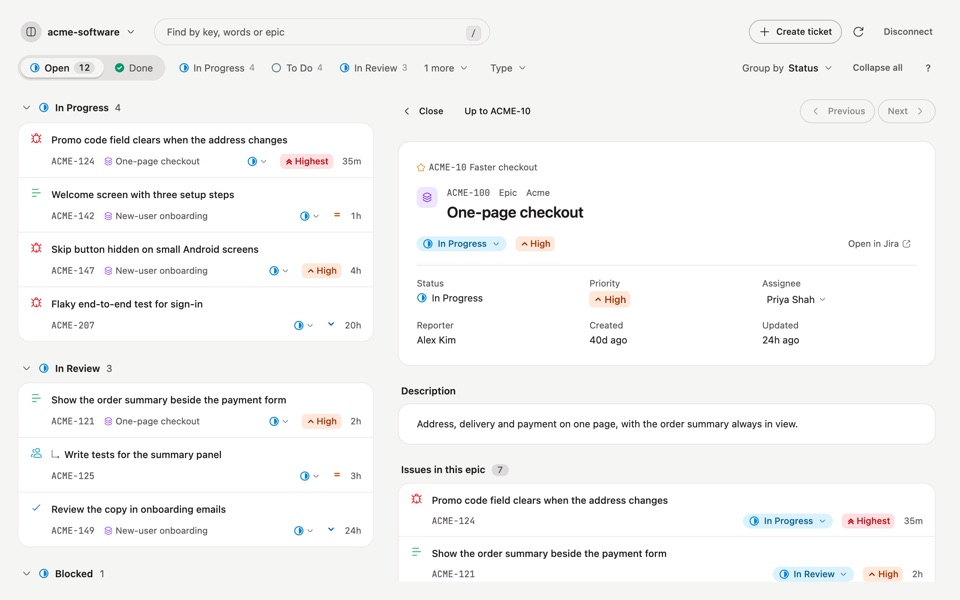 acme-software
Find by key, words or epic
/
Create ticket
Disconnect
Open 12
Done
In Progress 4
To Do 4
In Review 3
1 more
Type
Group by Status
Collapse all
?
In Progress 4
Promo code field clears when the address changes
ACME-124 One-page checkout Highest 35m
Welcome screen with three setup steps
ACME-142 New-user onboarding 1h
Skip button hidden on small Android screens
ACME-147 New-user onboarding High 4h
Flaky end-to-end test for sign-in
ACME-207 20h
In Review 3
Show the order summary beside the payment form
ACME-121 One-page checkout High 2h
Write tests for the summary panel
ACME-125 3h
Review the copy in onboarding emails
ACME-149 New-user onboarding 24h
Blocked 1
Close
Up to ACME-10
Previous
Next
ACME-10 Faster checkout
ACME-100 Epic Acme
One-page checkout
In Progress High
Open in Jira
Status Priority Assignee
In Progress High Priya Shah
Reporter Created Updated
Alex Kim 40d ago 24h ago
Description
Address, delivery and payment on one page, with the order summary always in view.
Issues in this epic 7
Promo code field clears when the address changes
ACME-124 In Progress Highest 35m
Show the order summary beside the payment form
ACME-121 In Review High 2h